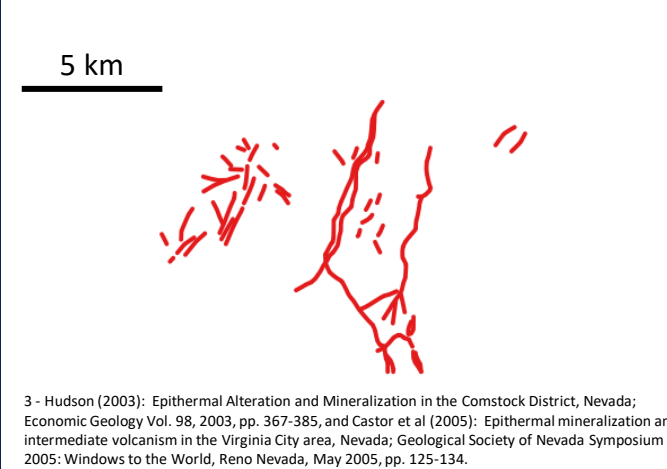 5 km
3 - Hudson (2003): Epithermal Alteration and Mineralization in the Comstock District, Nevada;
Economic Geology Vol. 98, 2003, pp. 367-385, and Castor et al (2005): Epithermal mineralization an
intermediate volcanism in the Virginia City area, Nevada; Geological Society of Nevada Symposium
2005: Windows to the World, Reno Nevada, May 2005, pp. 125-134.